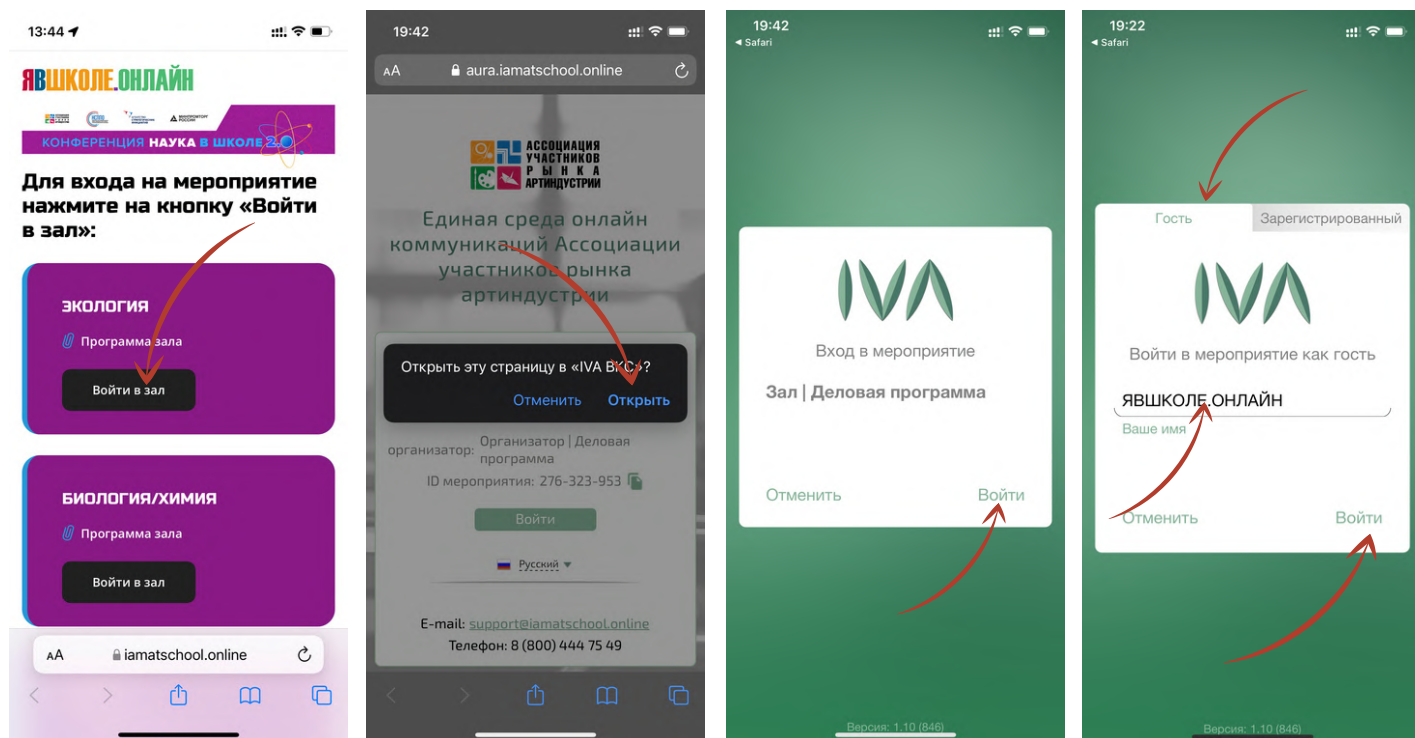 13:44
ЯВШКОЛЕ.ОНЛАЙН
КОНФЕРЕНЦИЯ НАУКА В ШКОЛЕ 2.0
Для входа на мероприятие
нажмите на кнопку «Войти
в зал»:
ЭКОЛОГИЯ
Программа зала
Войти в зал
БИОЛОГИЯ/ХИМИЯ
Программа зала
Войти в зал
AA iamatschool.online
19:42
AA aura.iamatschool.online
АССОЦИАЦИЯ
УЧАСТНИКОВ
РЫНКА
АРТИНДУСТРИИ
Единая среда онлайн
коммуникаций Ассоциации
участников рынка
артиндустрии
Открыть эту страницу в «IVA ВКС»?
Отменить Открыть
организатор: Организатор | Деловая
программа
ID мероприятия: 276-323-953
Войти
Русский
E-mail: support@iamatschool.online
Телефон: 8 (800) 444 75 49
19:42
Safari
IVA
Вход в мероприятие
Зал | Деловая программа
Отменить Войти
Версия: 1.10 (846)
19:22
Safari
Гость Зарегистрированный
IVA
Войти в мероприятие как гость
ЯВШКОЛЕ.ОНЛАЙН
Ваше имя
Отменить Войти
Версия: 1.10 (846)